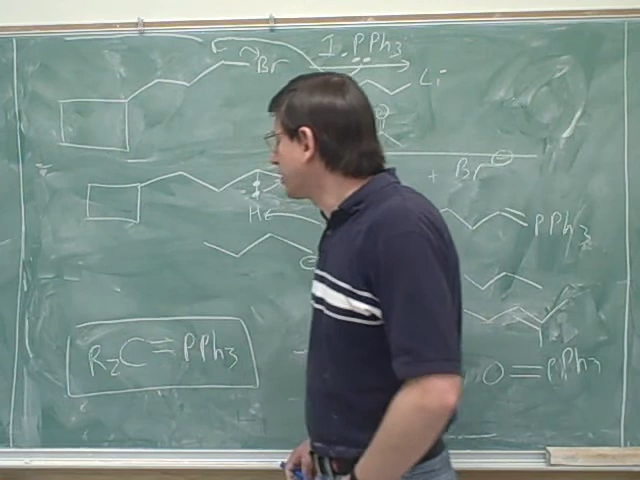 1. PPh3
Br
Li
+ Br⊖
H
PPh3
R2C=PPh3
O=PPh3